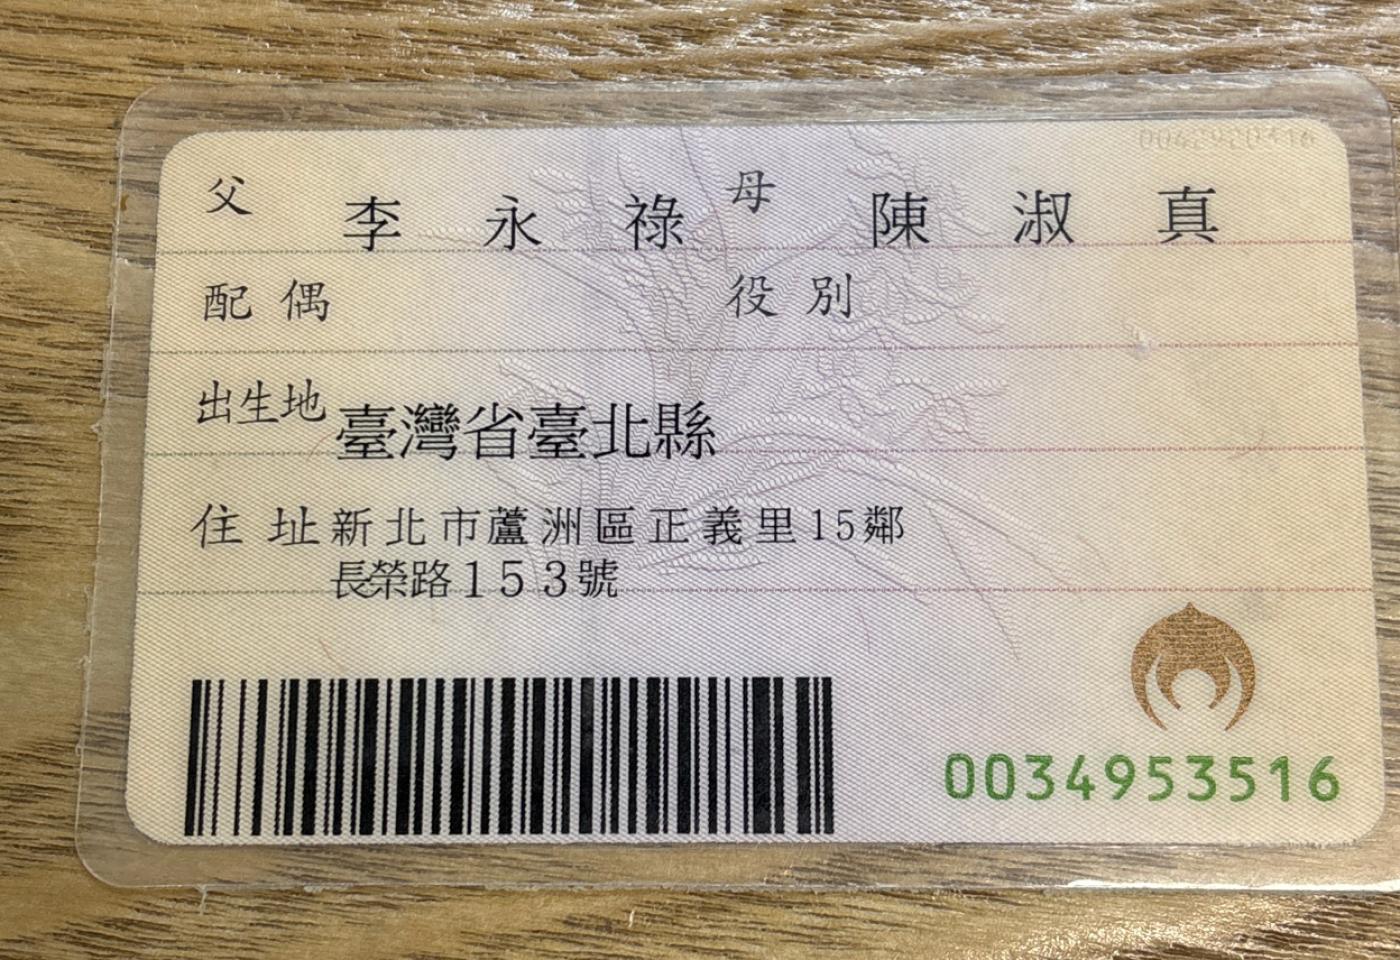 0042920516
父 李永祿 母 陳淑真
配偶 役別
出生地 臺灣省臺北縣
住址 新北市蘆洲區正義里15鄰
長榮路153號
0034953516